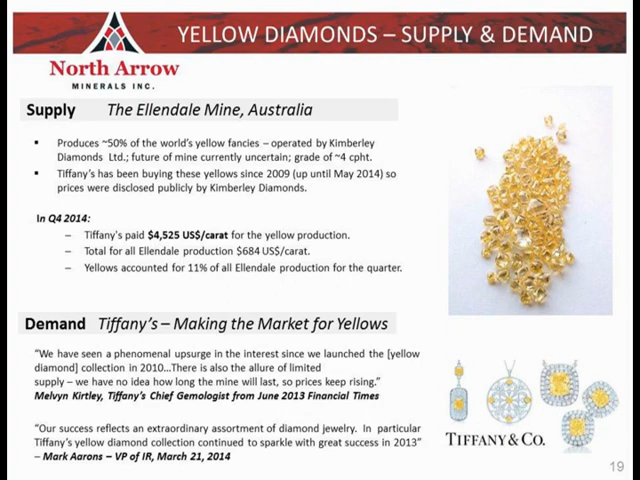 YELLOW DIAMONDS – SUPPLY & DEMAND
North Arrow
MINERALS INC.
Supply The Ellendale Mine, Australia
▪ Produces ~50% of the world's yellow fancies – operated by Kimberley
Diamonds Ltd.; future of mine currently uncertain; grade of ~4 cpht.
▪ Tiffany's has been buying these yellows since 2009 (up until May 2014) so
prices were disclosed publicly by Kimberley Diamonds.
In Q4 2014:
– Tiffany's paid $4,525 US$/carat for the yellow production.
– Total for all Ellendale production $684 US$/carat.
– Yellows accounted for 11% of all Ellendale production for the quarter.
Demand Tiffany's – Making the Market for Yellows
"We have seen a phenomenal upsurge in the interest since we launched the [yellow
diamond] collection in 2010...There is also the allure of limited
supply – we have no idea how long the mine will last, so prices keep rising."
Melvyn Kirtley, Tiffany's Chief Gemologist from June 2013 Financial Times
"Our success reflects an extraordinary assortment of diamond jewelry. In particular
Tiffany's yellow diamond collection continued to sparkle with great success in 2013"
– Mark Aarons – VP of IR, March 21, 2014
TIFFANY & CO.
19